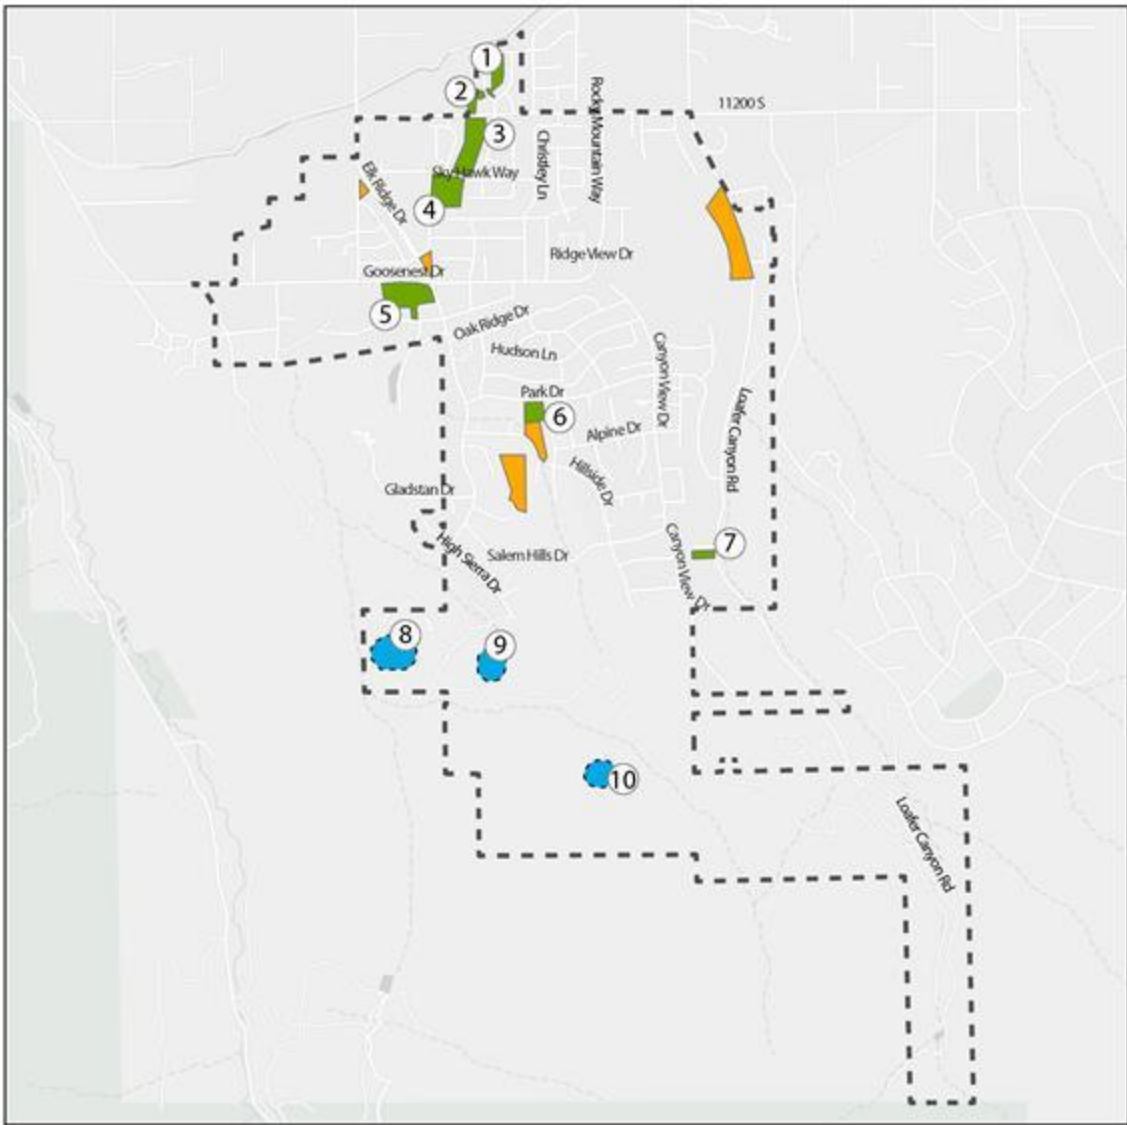 1
2
11200 S
Rocky Mountain Way
3
Christley Ln
Sky Hawk Way
Elk Ridge Dr
4
Ridge View Dr
Goosenest Dr
5
Oak Ridge Dr
Hudson Ln
Canyon View Dr
Park Dr
6
Loafer Canyon Rd
Alpine Dr
Hillside Dr
Gladstan Dr
High Sierra Dr
Salem Hills Dr
7
Canyon View Dr
8
9
10
Loafer Canyon Rd